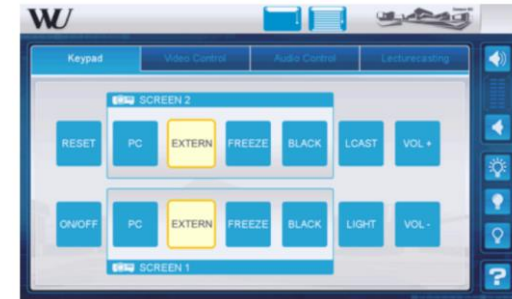 WU
Keypad Video Control Audio Control Lecturecasting
SCREEN 2
RESET PC EXTERN FREEZE BLACK LCAST VOL +
ON/OFF PC EXTERN FREEZE BLACK LIGHT VOL -
SCREEN 1
?